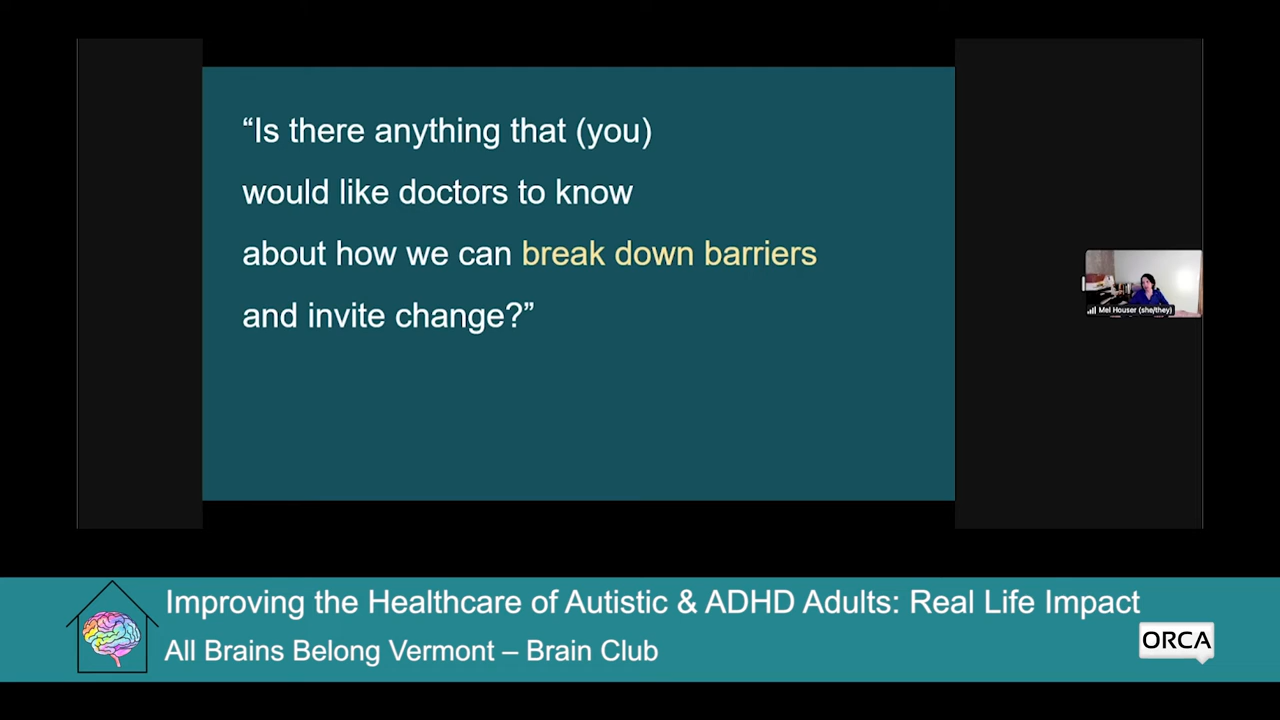 “Is there anything that (you)
would like doctors to know
about how we can break down barriers
and invite change?”
Mel Houser (she/they)
Improving the Healthcare of Autistic & ADHD Adults: Real Life Impact
All Brains Belong Vermont – Brain Club
ORCA